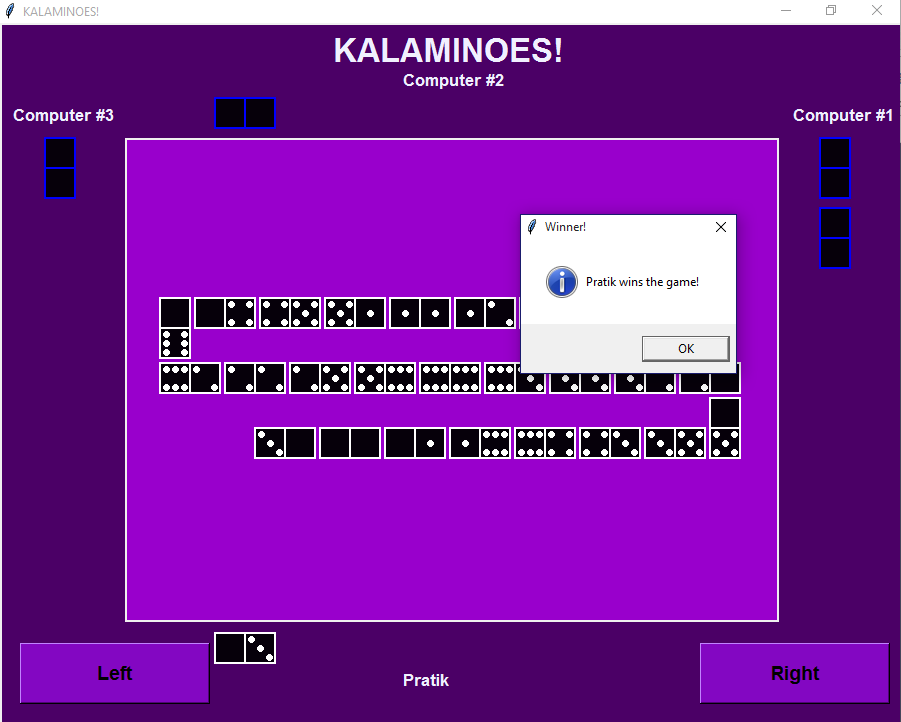 KALAMINOES!
KALAMINOES!
Computer #2
Computer #3
Computer #1
Winner!
Pratik wins the game!
OK
Left
Pratik
Right